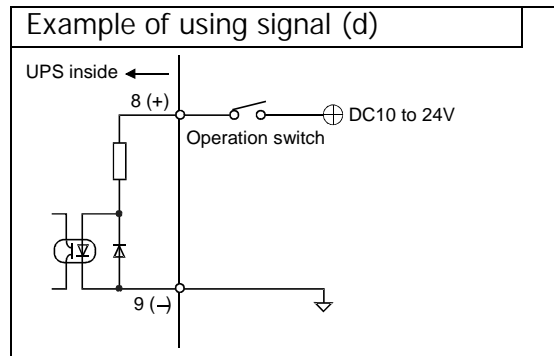 Example of using signal (d)
UPS inside
8 (+)
DC10 to 24V
Operation switch
9 (–)